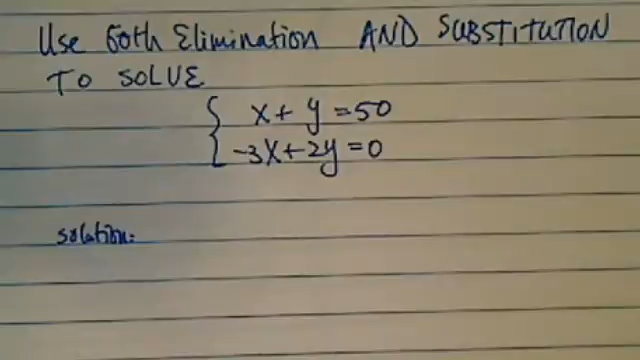 Use both Elimination AND SUBSTITUTION
TO SOLVE
x + y = 50
-3x + 2y = 0
Solution: